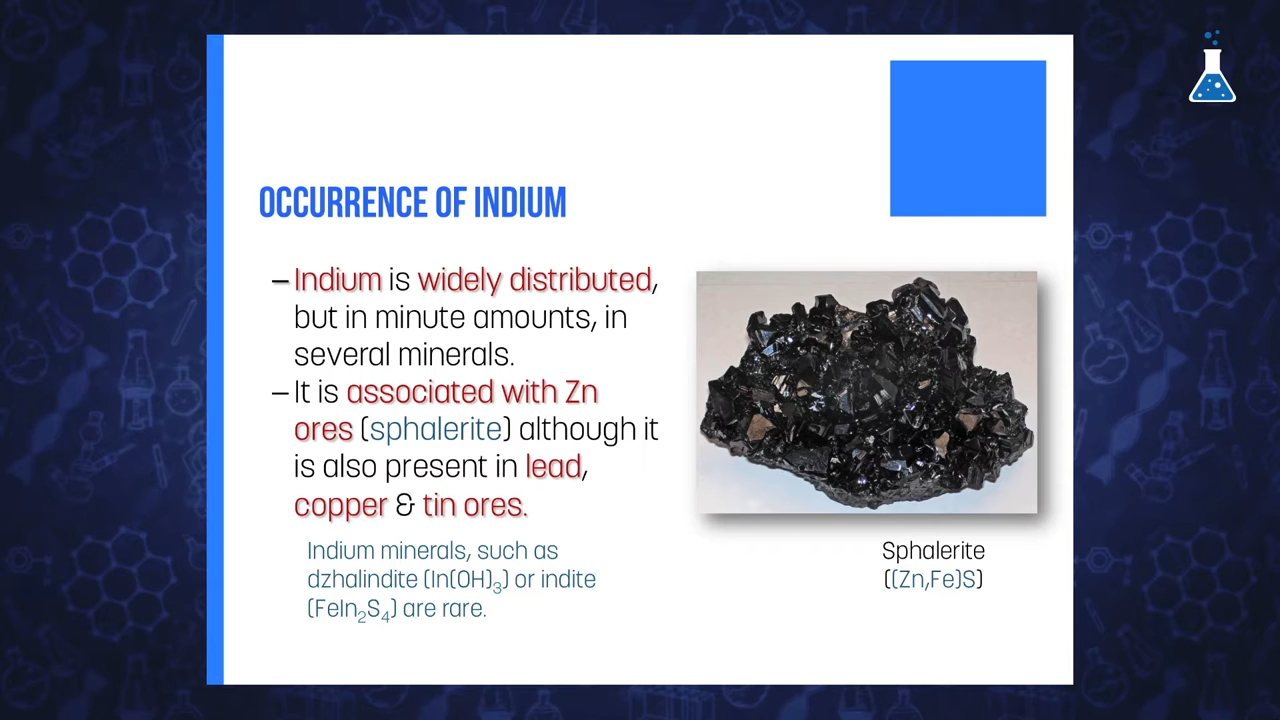 OCCURRENCE OF INDIUM
– Indium is widely distributed,
but in minute amounts, in
several minerals.
– It is associated with Zn
ores (sphalerite) although it
is also present in lead,
copper & tin ores.
Indium minerals, such as
dzhalindite (In(OH)₃) or indite
(FeIn₂S₄) are rare.
Sphalerite
((Zn,Fe)S)